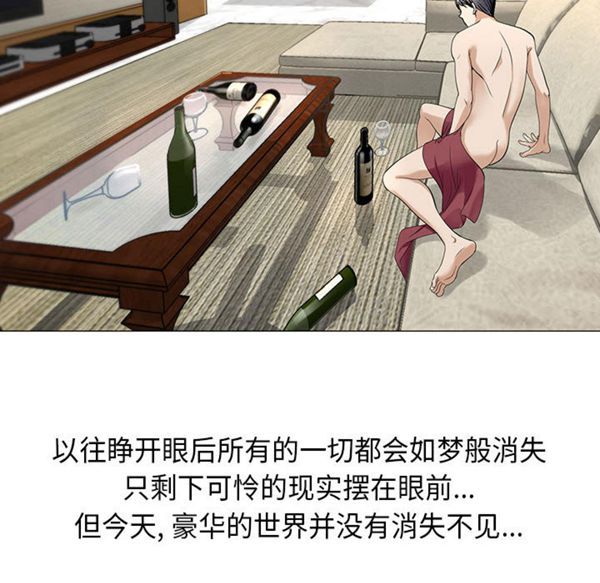 以往睁开眼后所有的一切都会如梦般消失
只剩下可怜的现实摆在眼前...
但今天, 豪华的世界并没有消失不见...